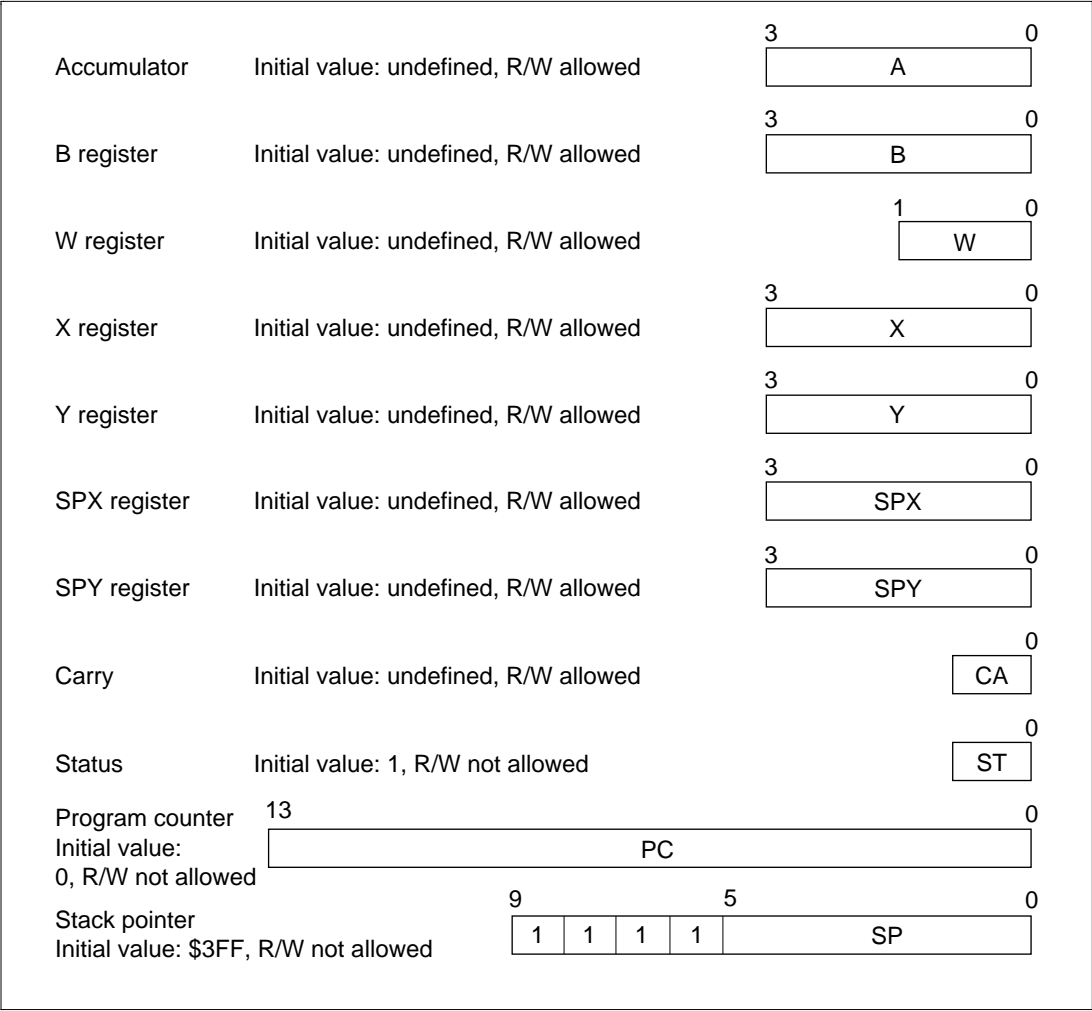 3 0
Accumulator Initial value: undefined, R/W allowed A
3 0
B register Initial value: undefined, R/W allowed B
1 0
W register Initial value: undefined, R/W allowed W
3 0
X register Initial value: undefined, R/W allowed X
3 0
Y register Initial value: undefined, R/W allowed Y
3 0
SPX register Initial value: undefined, R/W allowed SPX
3 0
SPY register Initial value: undefined, R/W allowed SPY
0
Carry Initial value: undefined, R/W allowed CA
0
Status Initial value: 1, R/W not allowed ST
Program counter 13 0
Initial value: PC
0, R/W not allowed
9 5 0
Stack pointer 1 1 1 1 SP
Initial value: $3FF, R/W not allowed